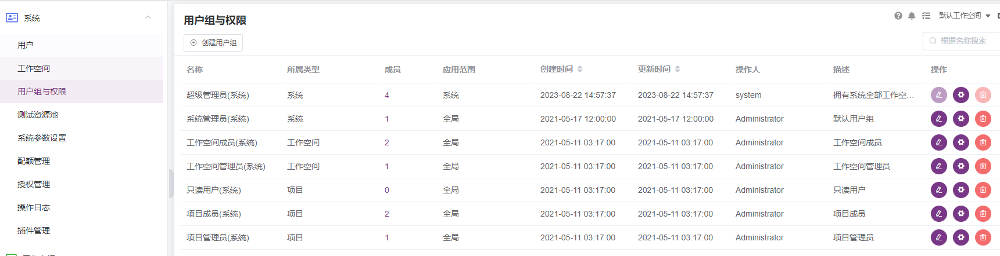 系统
用户
工作空间
用户组与权限
测试资源池
系统参数设置
配额管理
授权管理
操作日志
插件管理
用户组与权限
默认工作空间
创建用户组
根据名称搜索
名称 所属类型 成员 应用范围 创建时间 更新时间 操作人 描述 操作
超级管理员(系统) 系统 4 系统 2023-08-22 14:57:37 2023-08-22 14:57:37 system 拥有系统全部工作空...
系统管理员(系统) 系统 1 全局 2021-05-17 12:00:00 2021-05-17 12:00:00 Administrator 默认用户组
工作空间成员(系统) 工作空间 2 全局 2021-05-11 03:17:00 2021-05-11 03:17:00 Administrator 工作空间成员
工作空间管理员(系统) 工作空间 1 全局 2021-05-11 03:17:00 2021-05-11 03:17:00 Administrator 工作空间管理员
只读用户(系统) 项目 0 全局 2021-05-11 03:17:00 2021-05-11 03:17:00 Administrator 只读用户
项目成员(系统) 项目 2 全局 2021-05-11 03:17:00 2021-05-11 03:17:00 Administrator 项目成员
项目管理员(系统) 项目 1 全局 2021-05-11 03:17:00 2021-05-11 03:17:00 Administrator 项目管理员